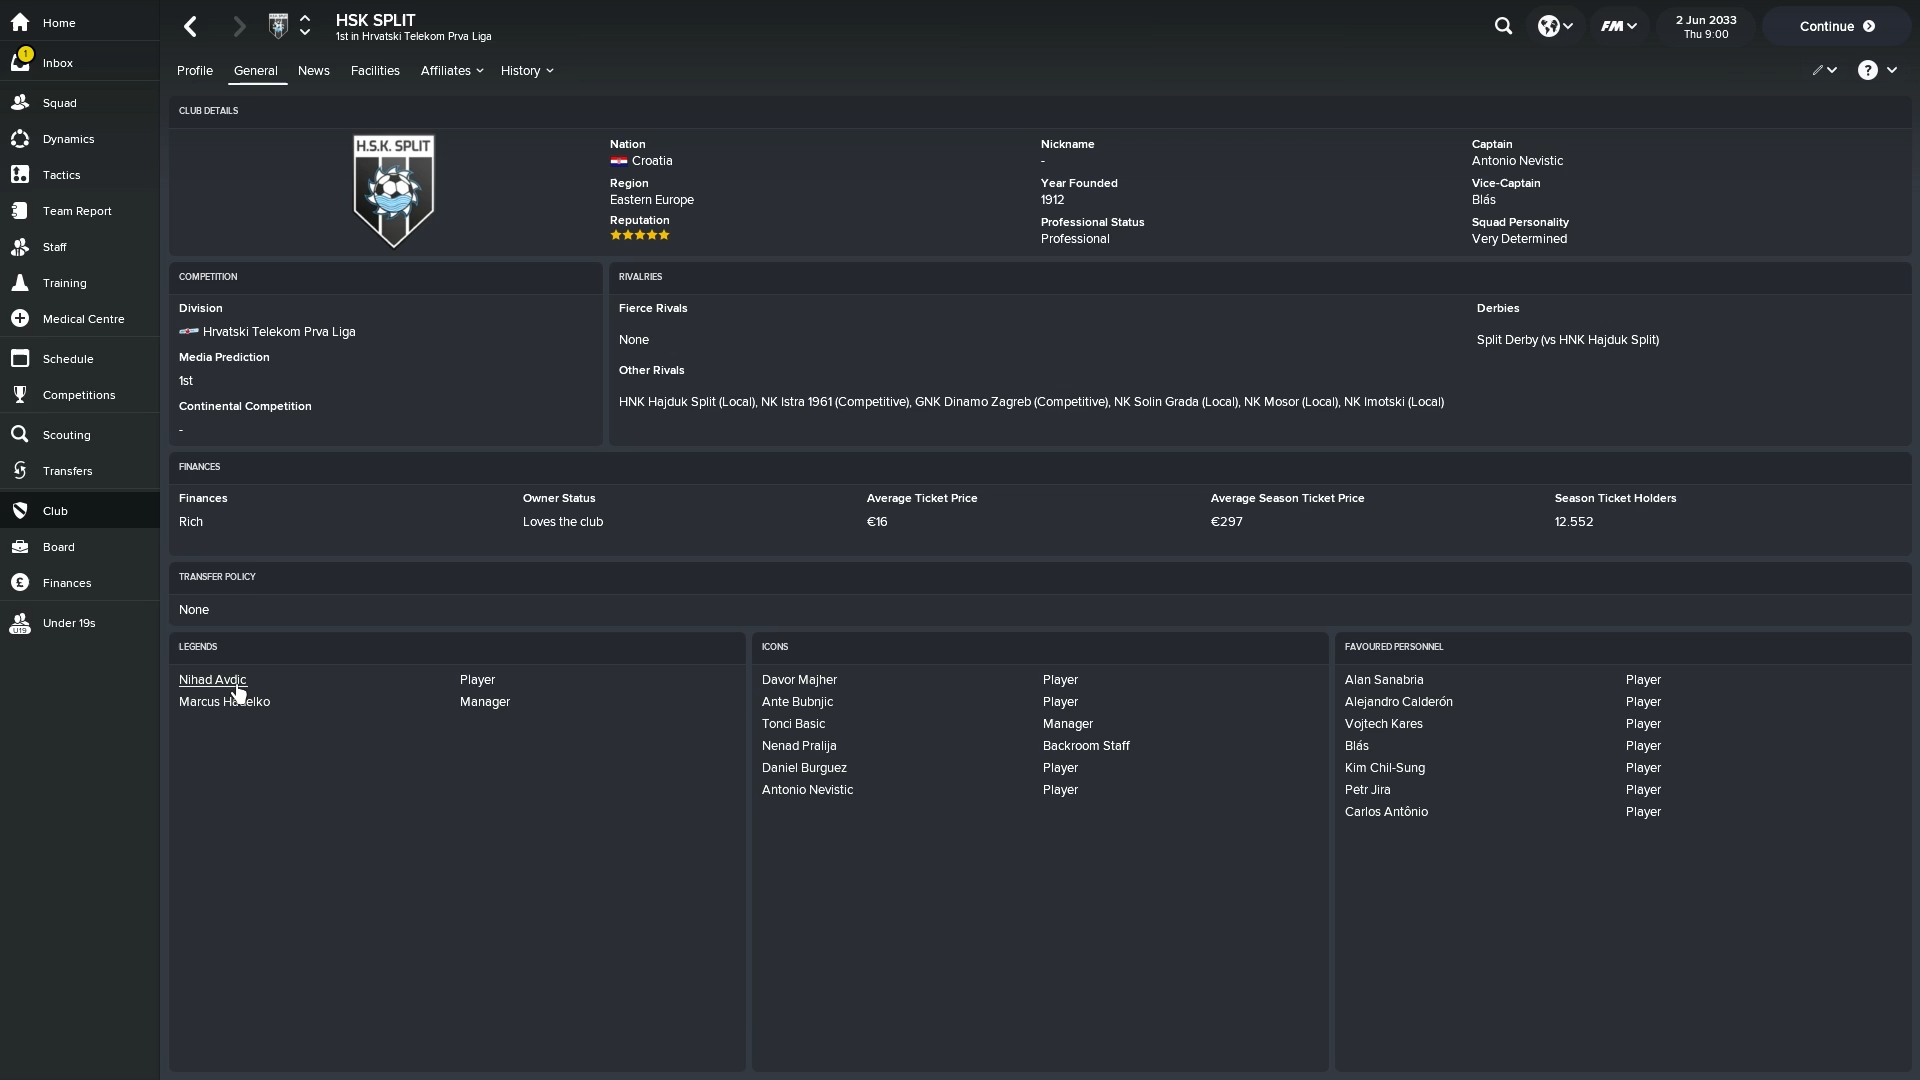 Home
Inbox
1
Squad
Dynamics
Tactics
Team Report
Staff
Training
Medical Centre
Schedule
Competitions
Scouting
Transfers
Club
Board
Finances
Under 19s
U19
HSK SPLIT
1st in Hrvatski Telekom Prva Liga
FM
2 Jun 2033
Thu 9:00
Continue
Profile General News Facilities Affiliates History
?
CLUB DETAILS
H.S.K. SPLIT
Nation
Croatia
Region
Eastern Europe
Reputation
Nickname
-
Year Founded
1912
Professional Status
Professional
Captain
Antonio Nevistic
Vice-Captain
Blás
Squad Personality
Very Determined
COMPETITION
Division
Hrvatski Telekom Prva Liga
Media Prediction
1st
Continental Competition
-
RIVALRIES
Fierce Rivals
None
Other Rivals
HNK Hajduk Split (Local), NK Istra 1961 (Competitive), GNK Dinamo Zagreb (Competitive), NK Solin Grada (Local), NK Mosor (Local), NK Imotski (Local)
Derbies
Split Derby (vs HNK Hajduk Split)
FINANCES
Finances Owner Status Average Ticket Price Average Season Ticket Price Season Ticket Holders
Rich Loves the club €16 €297 12.552
TRANSFER POLICY
None
LEGENDS
Nihad Avdic Player
Marcus Manager
ICONS
Davor Majher Player
Ante Bubnjic Player
Tonci Basic Manager
Nenad Pralija Backroom Staff
Daniel Burguez Player
Antonio Nevistic Player
FAVOURED PERSONNEL
Alan Sanabria Player
Alejandro Calderón Player
Vojtech Kares Player
Blás Player
Kim Chil-Sung Player
Petr Jira Player
Carlos Antônio Player